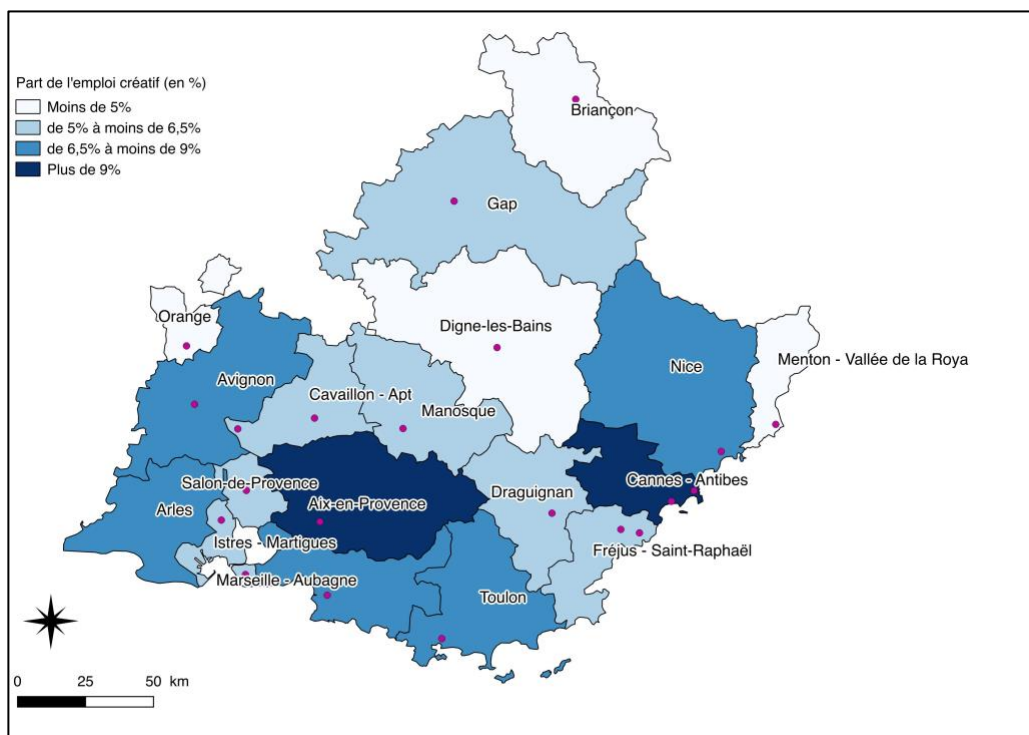 Part de l'emploi créatif (en %)
Moins de 5%
de 5% à moins de 6,5%
de 6,5% à moins de 9%
Plus de 9%
Briançon
Gap
Orange
Digne-les-Bains
Menton - Vallée de la Roya
Nice
Avignon
Cavaillon - Apt
Manosque
Salon-de-Provence
Cannes - Antibes
Draguignan
Aix-en-Provence
Arles
Istres - Martigues
Fréjus - Saint-Raphaël
Marseille - Aubagne
Toulon
0 25 50 km